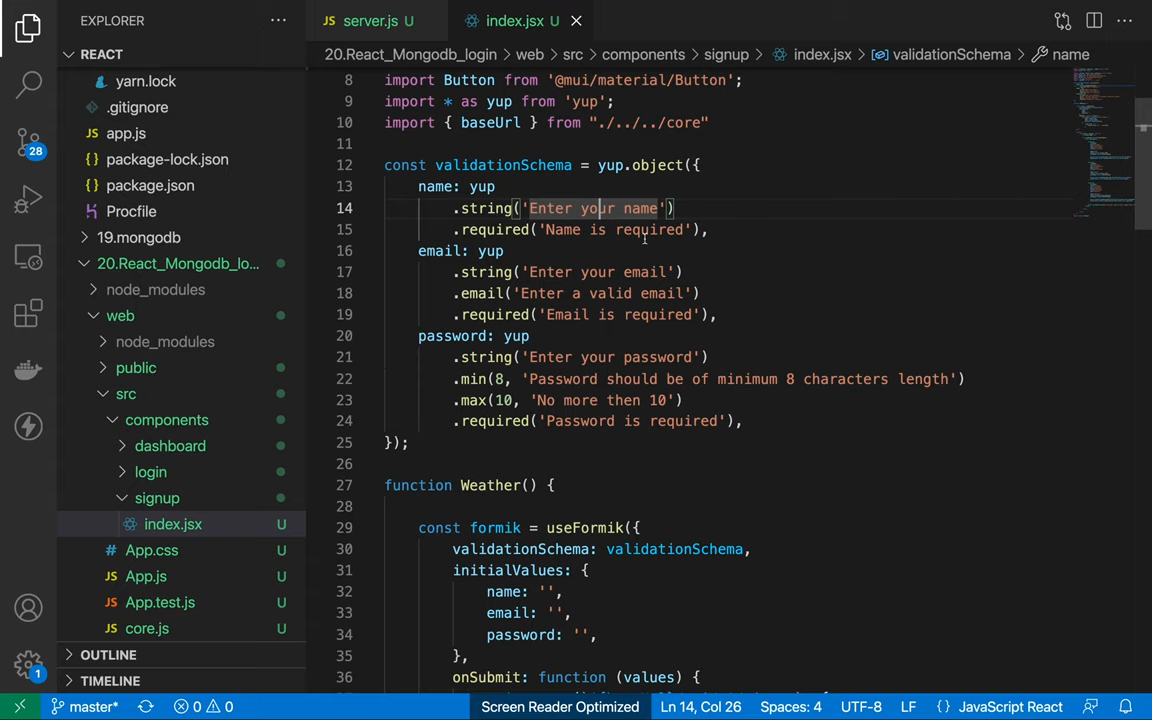 EXPLORER
server.js U
index.jsx U
REACT
20.React_Mongodb_login > web > src > components > signup > index.jsx > validationSchema > name
yarn.lock
.gitignore
JS app.js
{} package-lock.json
{} package.json
Procfile
19.mongodb
20.React_Mongodb_lo...
node_modules
web
node_modules
public
src
components
dashboard
login
signup
index.jsx U
# App.css U
JS App.js U
JS App.test.js U
JS core.js U
OUTLINE
TIMELINE
28
1
8 import Button from '@mui/material/Button';
9 import * as yup from 'yup';
10 import { baseUrl } from "./../../core"
11
12 const validationSchema = yup.object({
13 name: yup
14 .string('Enter your name')
15 .required('Name is required'),
16 email: yup
17 .string('Enter your email')
18 .email('Enter a valid email')
19 .required('Email is required'),
20 password: yup
21 .string('Enter your password')
22 .min(8, 'Password should be of minimum 8 characters length')
23 .max(10, 'No more then 10')
24 .required('Password is required'),
25 });
26
27 function Weather() {
28
29 const formik = useFormik({
30 validationSchema: validationSchema,
31 initialValues: {
32 name: '',
33 email: '',
34 password: '',
35 },
36 onSubmit: function (values) {
master* 0 0 Screen Reader Optimized Ln 14, Col 26 Spaces: 4 UTF-8 LF {} JavaScript React